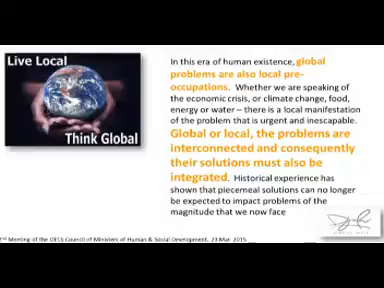 Live Local
Think Global
In this era of human existence, global
problems are also local pre-
occupations. Whether we are speaking of
the economic crisis, or climate change, food,
energy or water – there is a local manifestation
of the problem that is urgent and inescapable.
Global or local, the problems are
interconnected and consequently
their solutions must also be
integrated. Historical experience has
shown that piecemeal solutions can no longer
be expected to impact problems of the
magnitude that we now face
2nd Meeting of the OECS Council of Ministers of Human & Social Development, 23 Mar. 2015